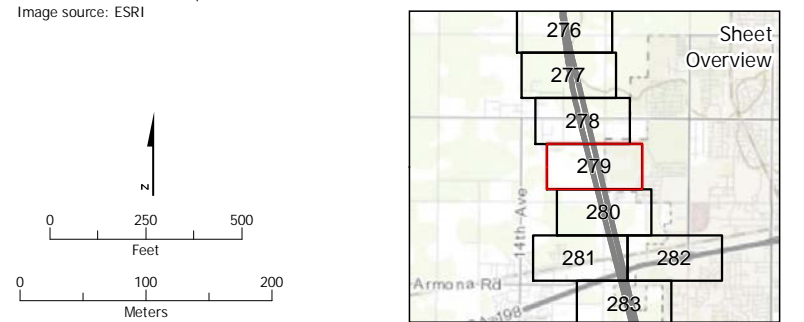 Image source: ESRI
N
0 250 500
Feet
0 100 200
Meters
Sheet
Overview
276
277
278
279
280
281 282
283
14th-Ave
Armona Rd
198